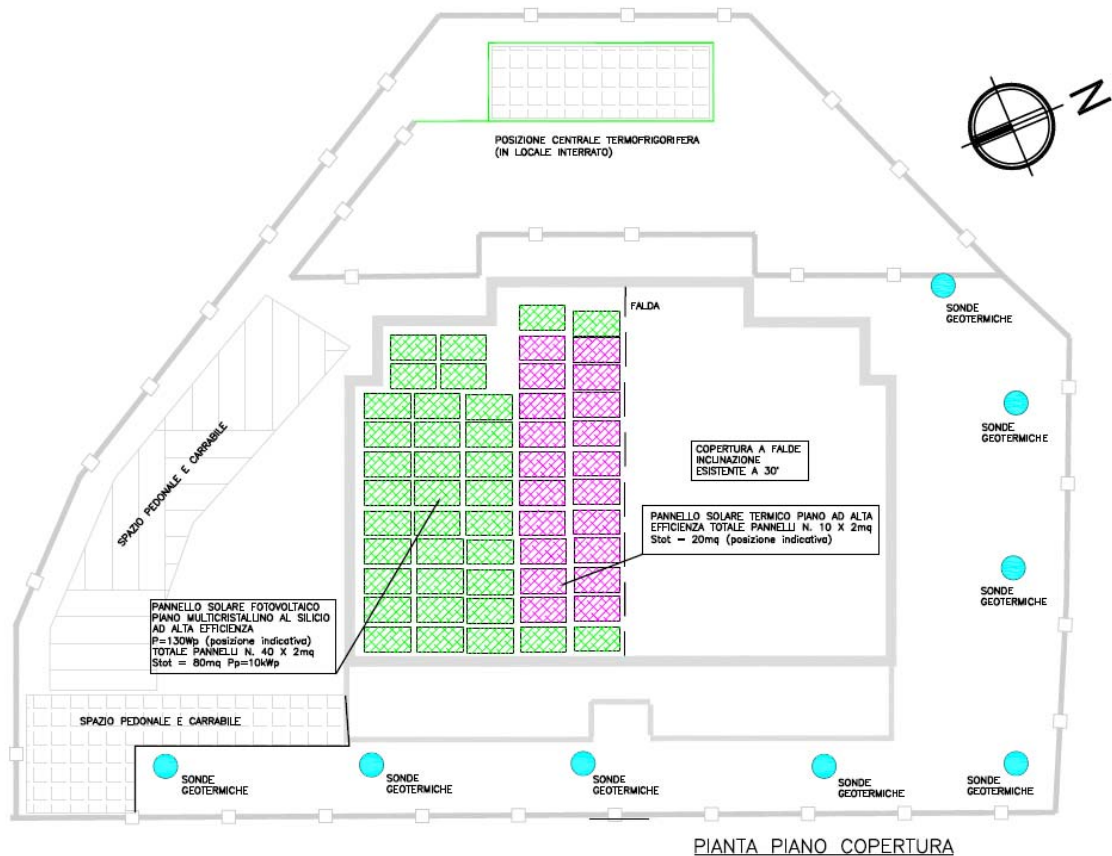 N
POSIZIONE CENTRALE TERMOFRIGORIFERA
(IN LOCALE INTERRATO)
FALDA
SONDE
GEOTERMICHE
SONDE
GEOTERMICHE
SPAZIO PEDONALE E CARRABILE
COPERTURA A FALDE
INCLINAZIONE
ESISTENTE A 30°
PANNELLO SOLARE TERMICO PIANO AD ALTA
EFFICIENZA TOTALE PANNELLI N. 10 X 2mq
Stot = 20mq (posizione indicativa)
SONDE
GEOTERMICHE
PANNELLO SOLARE FOTOVOLTAICO
PIANO MULTICRISTALLINO AL SILICIO
AD ALTA EFFICIENZA
P=130Wp (posizione indicativa)
TOTALE PANNELLI N. 40 X 2mq
Stot = 80mq Pp=10kWp
SPAZIO PEDONALE E CARRABILE
SONDE
GEOTERMICHE
SONDE
GEOTERMICHE
SONDE
GEOTERMICHE
SONDE
GEOTERMICHE
SONDE
GEOTERMICHE
PIANTA PIANO COPERTURA